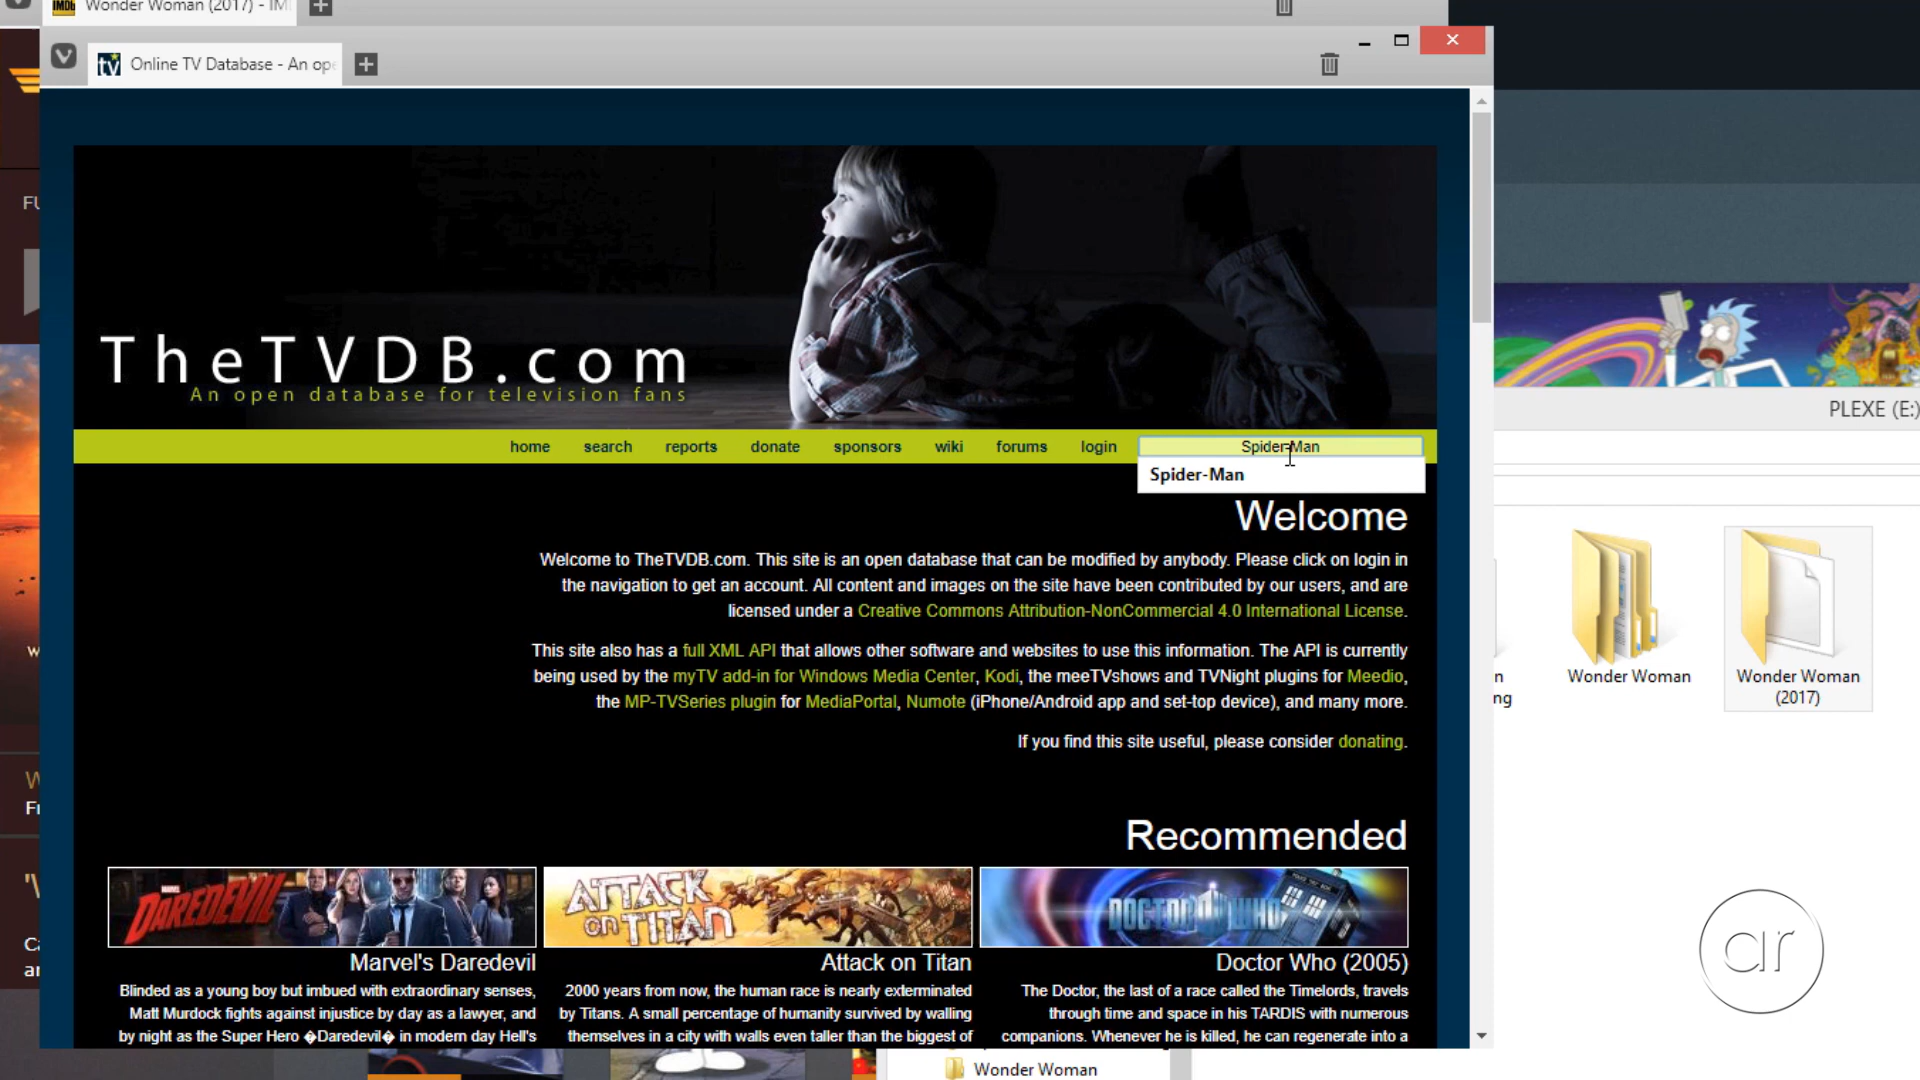 Wonder Woman (2017) - IM
Online TV Database - An ope
TheTVDB.com
An open database for television fans
home search reports donate sponsors wiki forums login Spider-Man
Spider-Man
Welcome
Welcome to TheTVDB.com. This site is an open database that can be modified by anybody. Please click on login in
the navigation to get an account. All content and images on the site have been contributed by our users, and are
licensed under a Creative Commons Attribution-NonCommercial 4.0 International License.
This site also has a full XML API that allows other software and websites to use this information. The API is currently
being used by the myTV add-in for Windows Media Center, Kodi, the meeTVshows and TVNight plugins for Meedio,
the MP-TVSeries plugin for MediaPortal, Numote (iPhone/Android app and set-top device), and many more.
If you find this site useful, please consider donating.
Recommended
MARVEL
DAREDEVIL
ATTACK
on TITAN
DOCTOR WHO
Marvel's Daredevil
Attack on Titan
Doctor Who (2005)
Blinded as a young boy but imbued with extraordinary senses,
Matt Murdock fights against injustice by day as a lawyer, and
by night as the Super Hero �Daredevil� in modern day Hell's
2000 years from now, the human race is nearly exterminated
by Titans. A small percentage of humanity survived by walling
themselves in a city with walls even taller than the biggest of
The Doctor, the last of a race called the Timelords, travels
through time and space in his TARDIS with numerous
companions. Whenever he is killed, he can regenerate into a
PLEXE (E:)
Wonder Woman
Wonder Woman
(2017)
ar
Wonder Woman